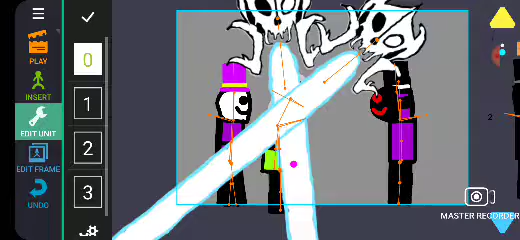 PLAY
INSERT
EDIT UNIT
EDIT FRAME
UNDO
0
1
2
3
2
MASTER RECORDER